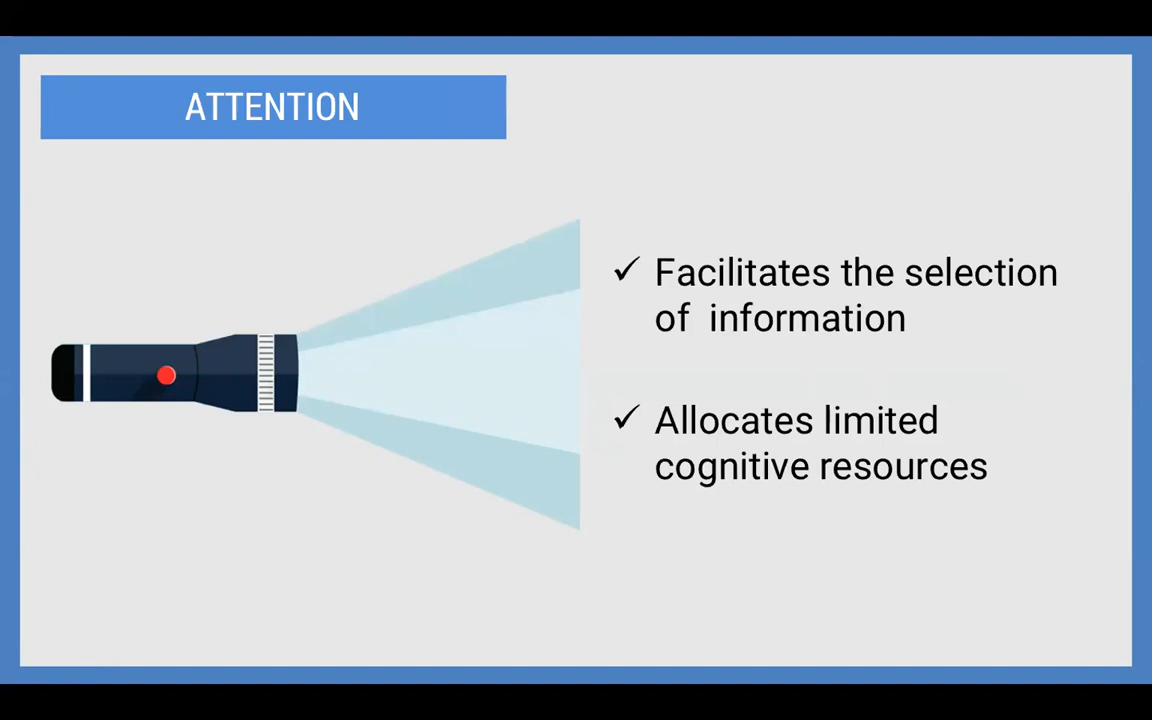 ATTENTION
✓ Facilitates the selection
of  information
✓ Allocates limited
cognitive resources